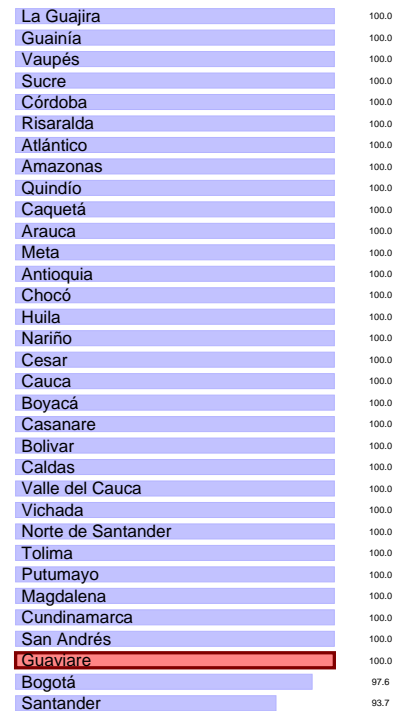 La Guajira 100.0
Guainía 100.0
Vaupés 100.0
Sucre 100.0
Córdoba 100.0
Risaralda 100.0
Atlántico 100.0
Amazonas 100.0
Quindío 100.0
Caquetá 100.0
Arauca 100.0
Meta 100.0
Antioquia 100.0
Chocó 100.0
Huila 100.0
Nariño 100.0
Cesar 100.0
Cauca 100.0
Boyacá 100.0
Casanare 100.0
Bolivar 100.0
Caldas 100.0
Valle del Cauca 100.0
Vichada 100.0
Norte de Santander 100.0
Tolima 100.0
Putumayo 100.0
Magdalena 100.0
Cundinamarca 100.0
San Andrés 100.0
Guaviare 100.0
Bogotá 97.6
Santander 93.7